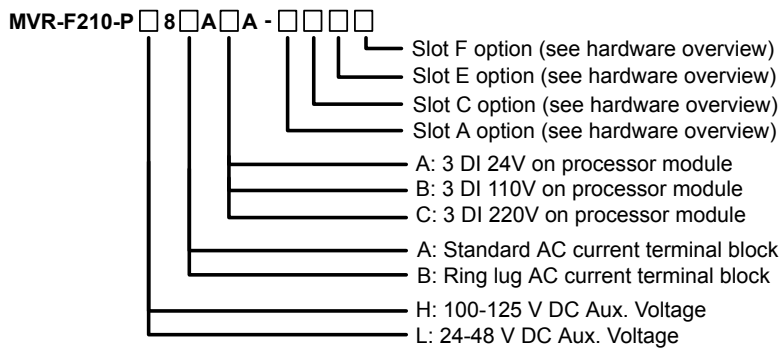 MVR-F210-P□8□A□A-□□□□
Slot F option (see hardware overview)
Slot E option (see hardware overview)
Slot C option (see hardware overview)
Slot A option (see hardware overview)
A: 3 DI 24V on processor module
B: 3 DI 110V on processor module
C: 3 DI 220V on processor module
A: Standard AC current terminal block
B: Ring lug AC current terminal block
H: 100-125 V DC Aux. Voltage
L: 24-48 V DC Aux. Voltage